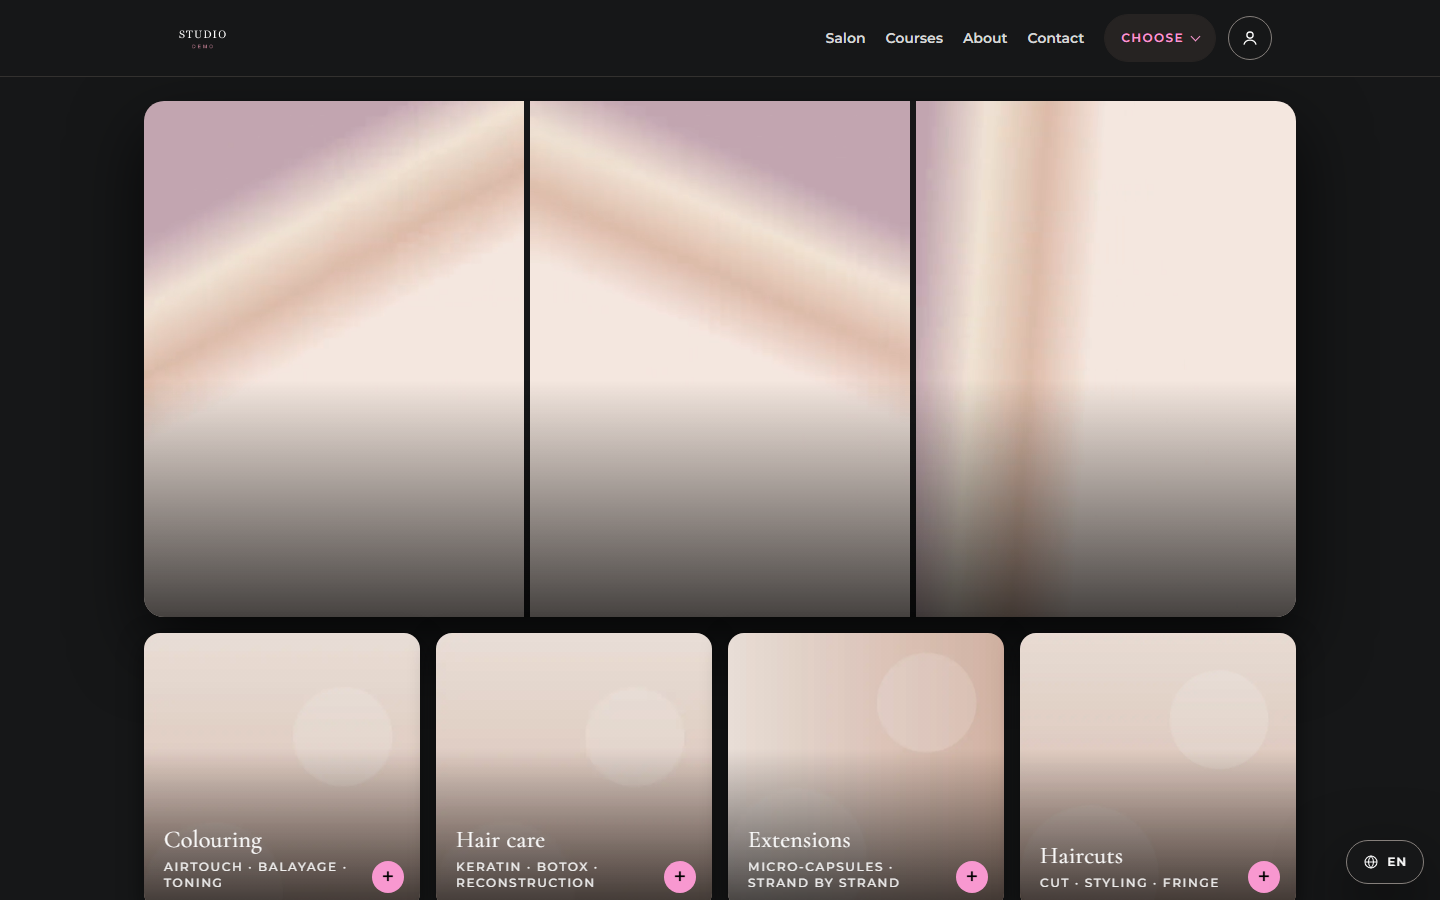 STUDIO
DEMO
Salon Courses About Contact CHOOSE
Colouring
AIRTOUCH · BALAYAGE ·
TONING
+
Hair care
KERATIN · BOTOX ·
RECONSTRUCTION
+
Extensions
MICRO-CAPSULES ·
STRAND BY STRAND
+
Haircuts
CUT · STYLING · FRINGE
+
EN